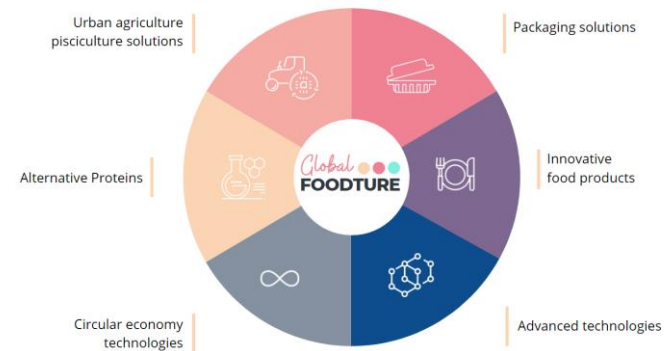 Urban agriculture
pisciculture solutions
Packaging solutions
Alternative Proteins
Global
FOODTURE
Innovative
food products
Circular economy
technologies
Advanced technologies